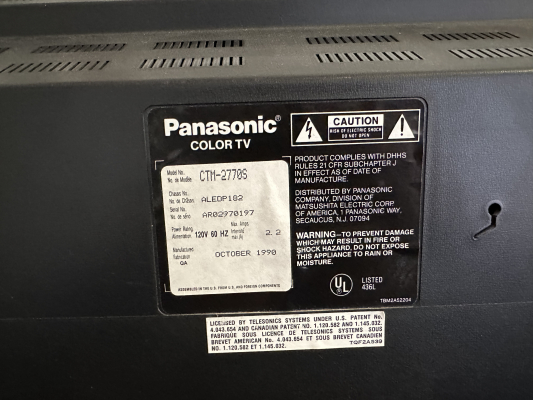 Panasonic®
COLOR TV
Model No.
No. de Modèle
CTM-2770S
Chassis No.
No. de Châssis
ALEDP182
Serial No.
No. de série
AR02970197
Power Rating
Alimentation
120V 60 HZ
Max. Amps
Intensité
max.(A)
2.2
Manufactured
Fabrication
QA
OCTOBER 1990
ASSEMBLED IN THE U.S. FROM U.S. AND FOREIGN COMPONENTS
CAUTION
RISK OF ELECTRIC SHOCK
DO NOT OPEN
PRODUCT COMPLIES WITH DHHS
RULES 21 CFR SUBCHAPTER J
IN EFFECT AS OF DATE OF
MANUFACTURE.
DISTRIBUTED BY PANASONIC
COMPANY, DIVISION OF
MATSUSHITA ELECTRIC CORP
OF AMERICA, 1 PANASONIC WAY,
SECAUCUS, N.J. 07094
WARNING–TO PREVENT DAMAGE
WHICH MAY RESULT IN FIRE OR
SHOCK HAZARD, DO NOT EXPOSE
THIS APPLIANCE TO RAIN OR
MOISTURE.
UL
LISTED
436L
TBM2A52204
LICENSED BY TELESONICS SYSTEMS UNDER U.S. PATENT No.
4.043.654 AND CANADIAN PATENT NO. 1.120.582 AND 1.145.032.
FABRIQUE SOUS LICENCE DE TELESONICS SYSTEMS SOUS
BREVET AMERICAN No. 4.043.654 ET CANADIEN
NO. 1.120.582 ET 1.145.032.
TQF2A539